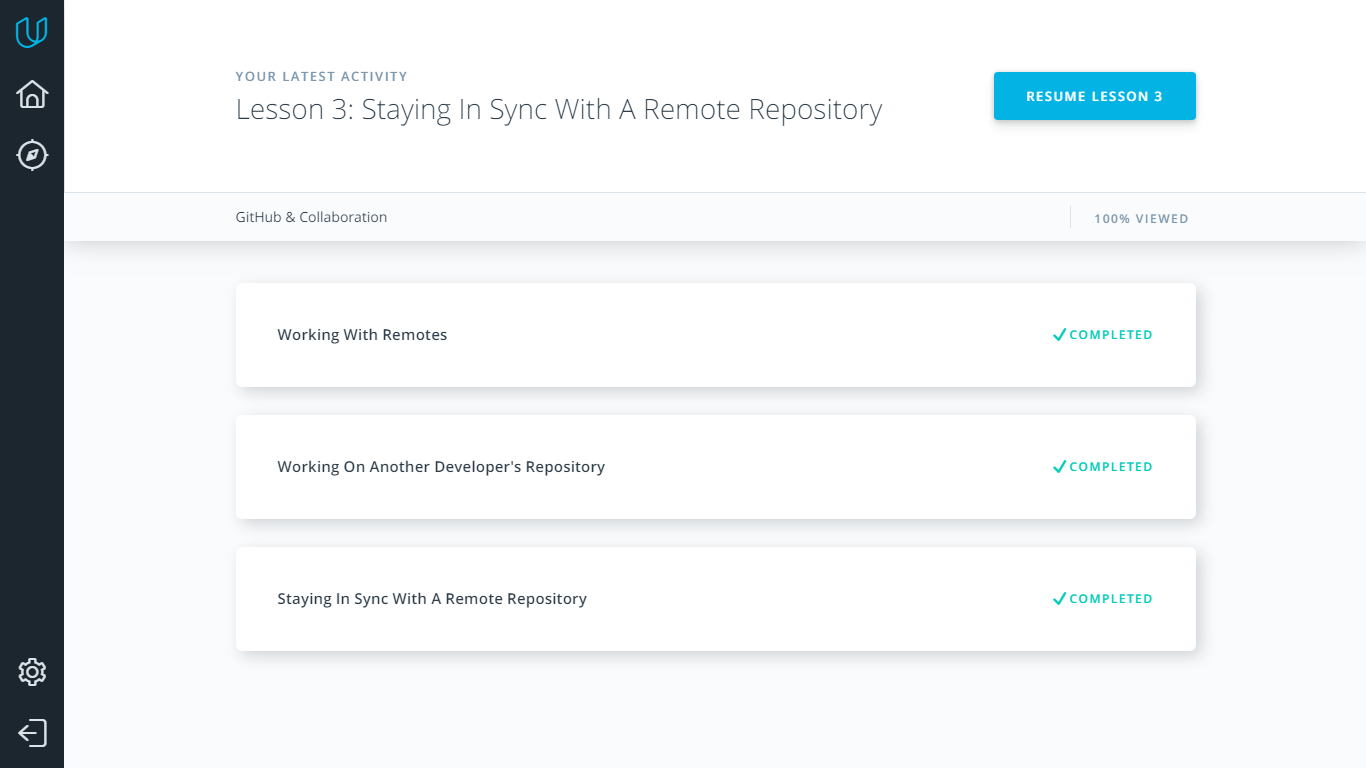 YOUR LATEST ACTIVITY
Lesson 3: Staying In Sync With A Remote Repository
RESUME LESSON 3
GitHub & Collaboration
100% VIEWED
Working With Remotes
COMPLETED
Working On Another Developer's Repository
COMPLETED
Staying In Sync With A Remote Repository
COMPLETED